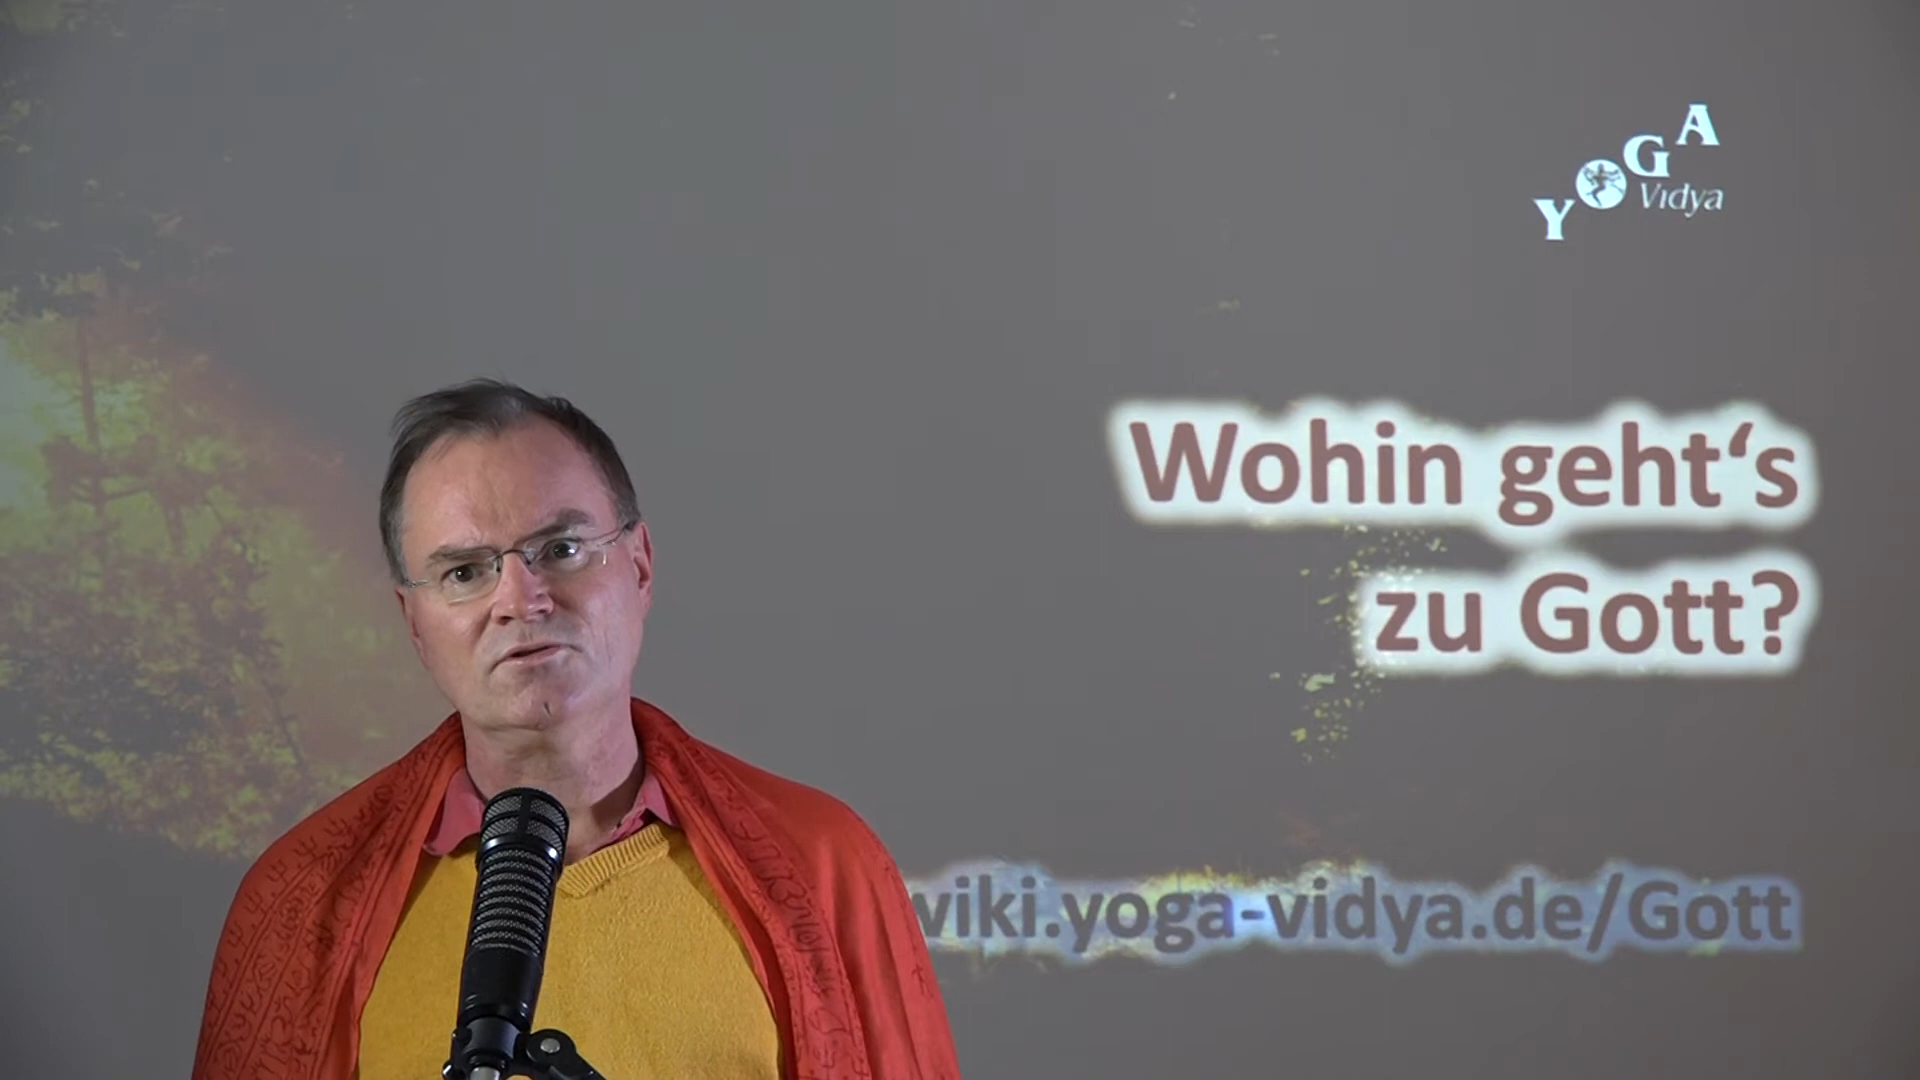 YOGA
Vidya
Wohin geht‘s
zu Gott?
wiki.yoga-vidya.de/Gott